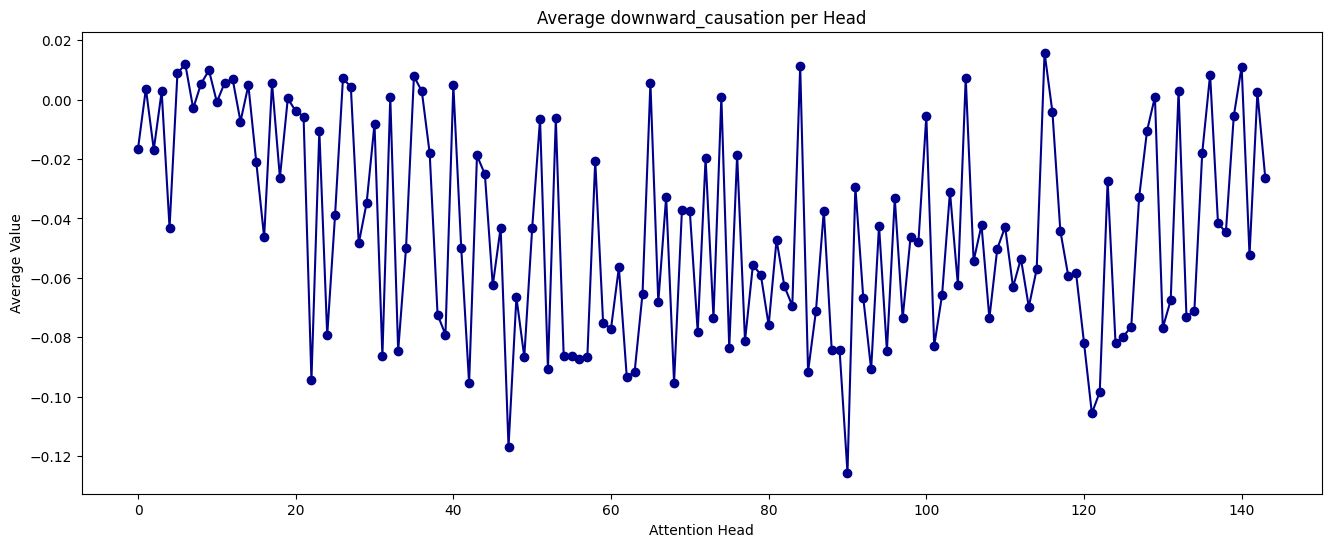 Average downward_causation per Head
0.02
0.00
−0.02
−0.04
−0.06
−0.08
−0.10
−0.12
Average Value
0 20 40 60 80 100 120 140
Attention Head